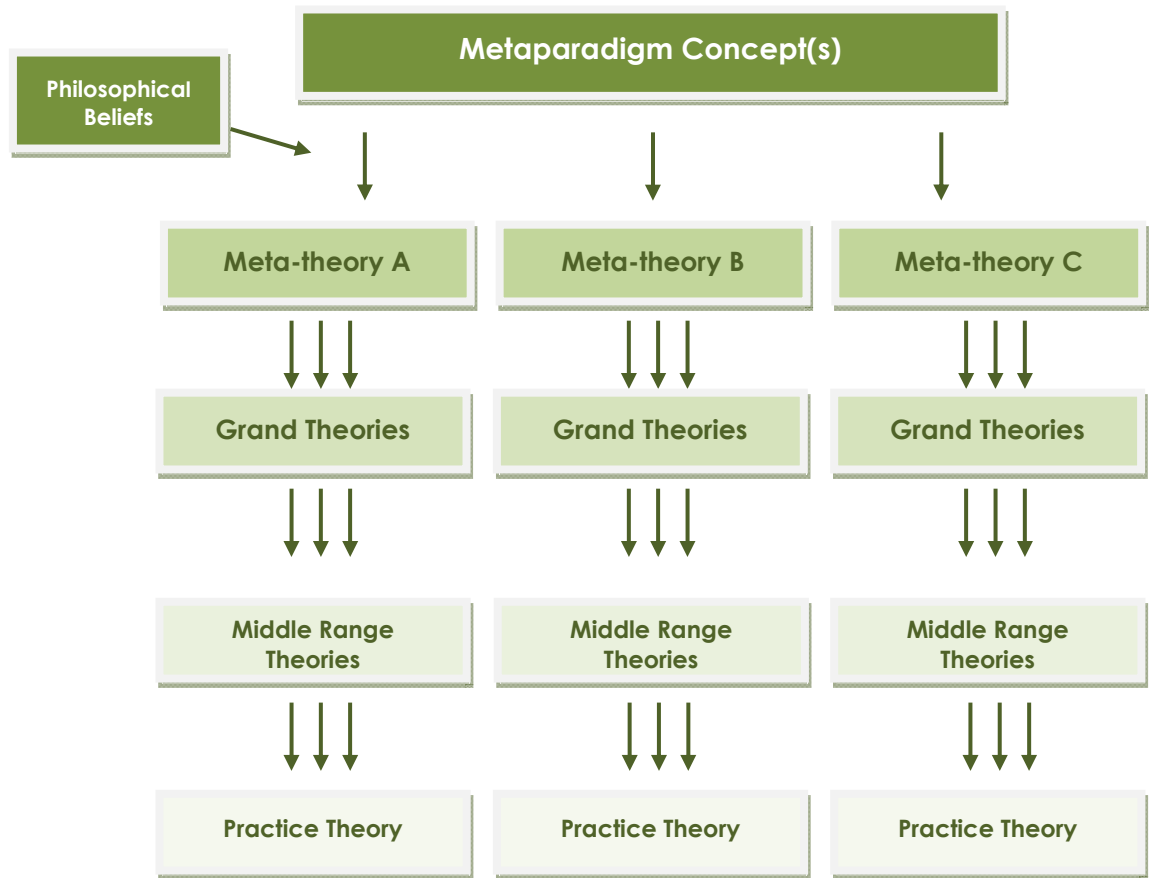 Metaparadigm Concept(s)
Philosophical
Beliefs
Meta-theory A
Meta-theory B
Meta-theory C
Grand Theories
Grand Theories
Grand Theories
Middle Range
Theories
Middle Range
Theories
Middle Range
Theories
Practice Theory
Practice Theory
Practice Theory